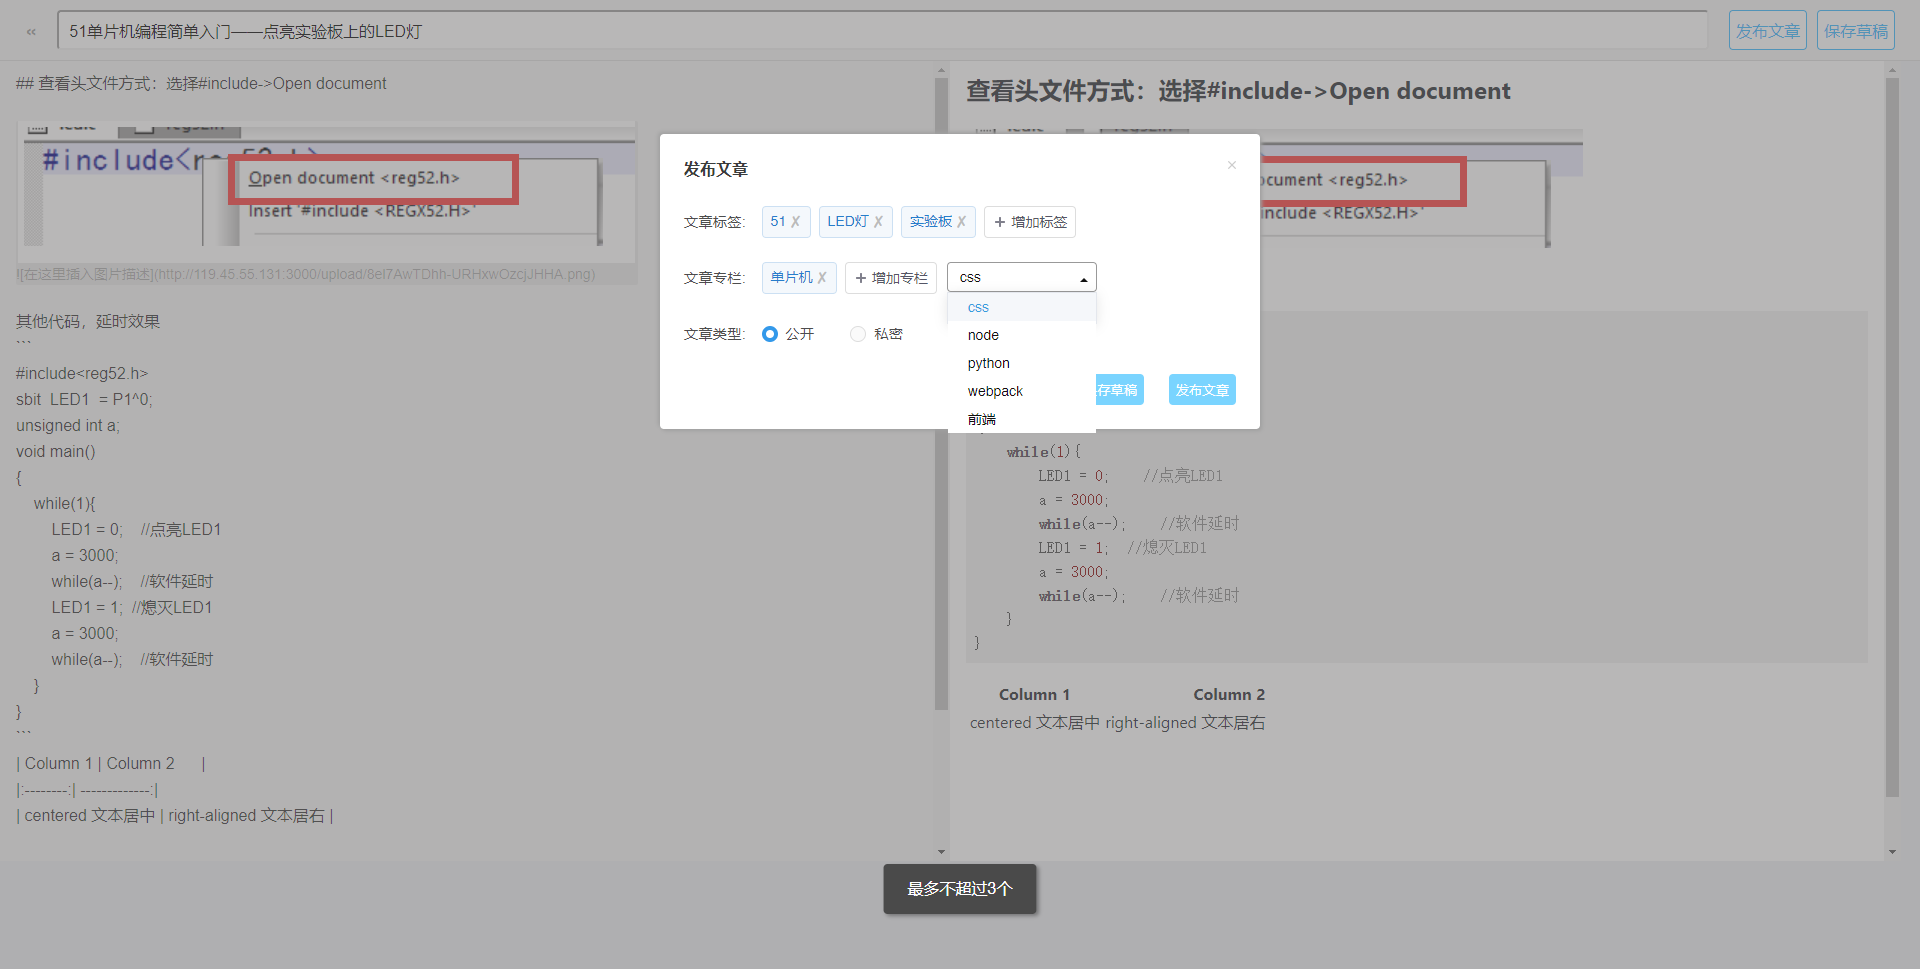 «
51单片机编程简单入门——点亮实验板上的LED灯
发布文章
保存草稿
## 查看头文件方式：选择#include->Open document
#include<
Open document <reg52.h>
Insert '#include <REGX52.H>'
![在这里插入图片描述](http://119.45.55.131:3000/upload/8eI7AwTDhh-URHxwOzcjJHHA.png)
其他代码，延时效果
```
#include<reg52.h>
sbit LED1 = P1^0;
unsigned int a;
void main()
{
while(1){
LED1 = 0; //点亮LED1
a = 3000;
while(a--); //软件延时
LED1 = 1; //熄灭LED1
a = 3000;
while(a--); //软件延时
}
}
```
| Column 1 | Column 2 |
|:--------:| -------------:|
| centered 文本居中 | right-aligned 文本居右 |
查看头文件方式：选择#include->Open document
ocument <reg52.h>
include <REGX52.H>'
while(1){
LED1 = 0; //点亮LED1
a = 3000;
while(a--); //软件延时
LED1 = 1; //熄灭LED1
a = 3000;
while(a--); //软件延时
}
}
Column 1 Column 2
centered 文本居中 right-aligned 文本居右
发布文章 ×
文章标签: 51 ✕ LED灯 ✕ 实验板 ✕ + 增加标签
文章专栏: 单片机 ✕ + 增加专栏 css
css
node
python
webpack
前端
文章类型: 公开 私密
存草稿 发布文章
最多不超过3个